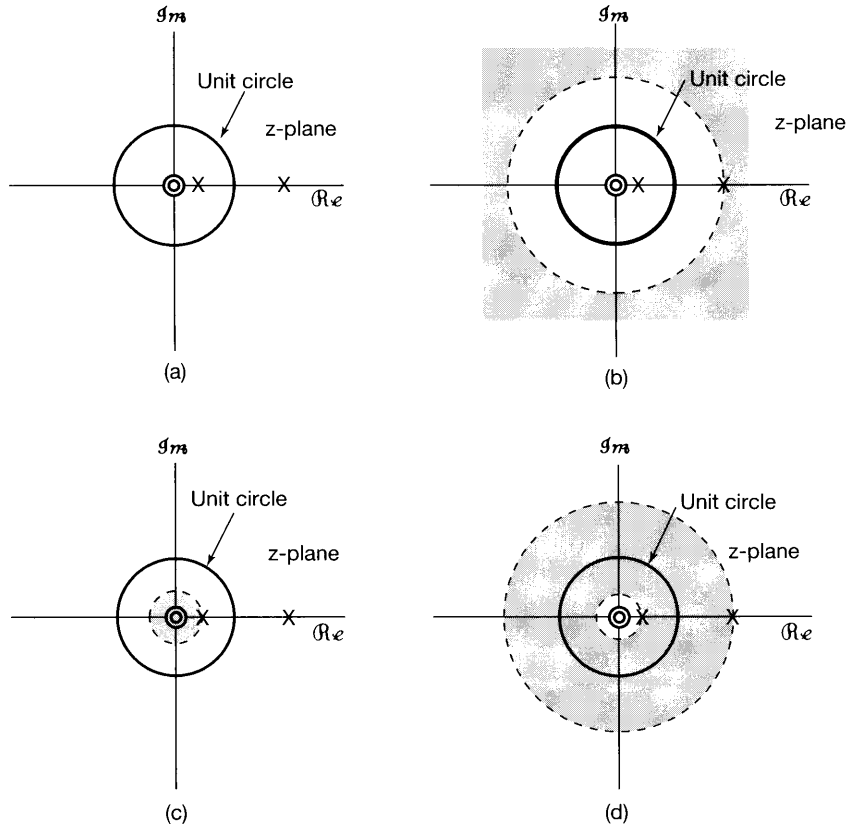 ℐ𝓂
Unit circle
z-plane
ℛℯ
(a)
ℐ𝓂
Unit circle
z-plane
ℛℯ
(b)
ℐ𝓂
Unit circle
z-plane
ℛℯ
(c)
ℐ𝓂
Unit circle
z-plane
ℛℯ
(d)